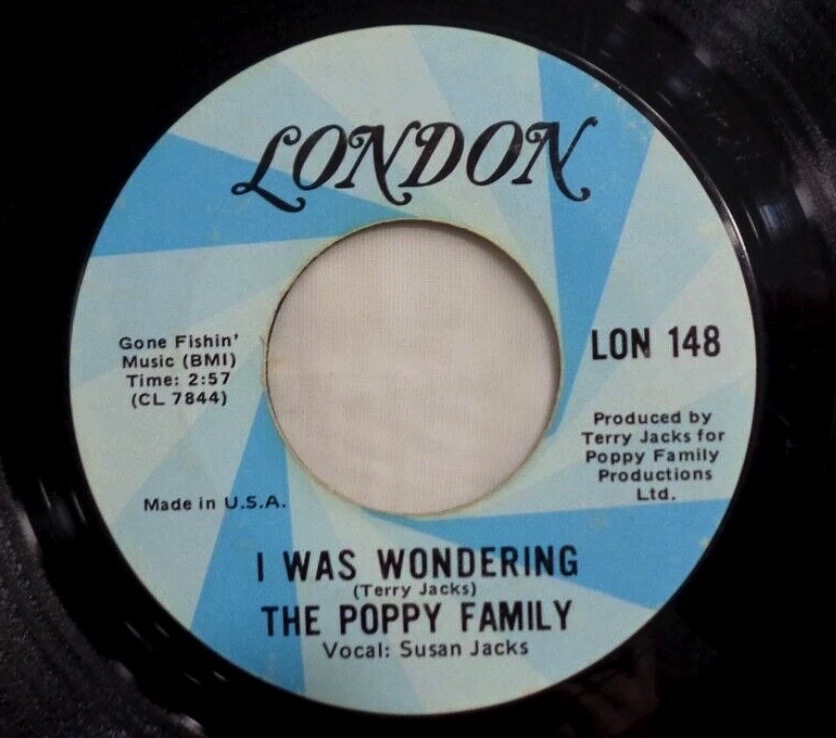 LONDON
Gone Fishin'
Music (BMI)
Time: 2:57
(CL 7844)
LON 148
Produced by
Terry Jacks for
Poppy Family
Productions
Ltd.
Made in U.S.A.
I WAS WONDERING
(Terry Jacks)
THE POPPY FAMILY
Vocal: Susan Jacks